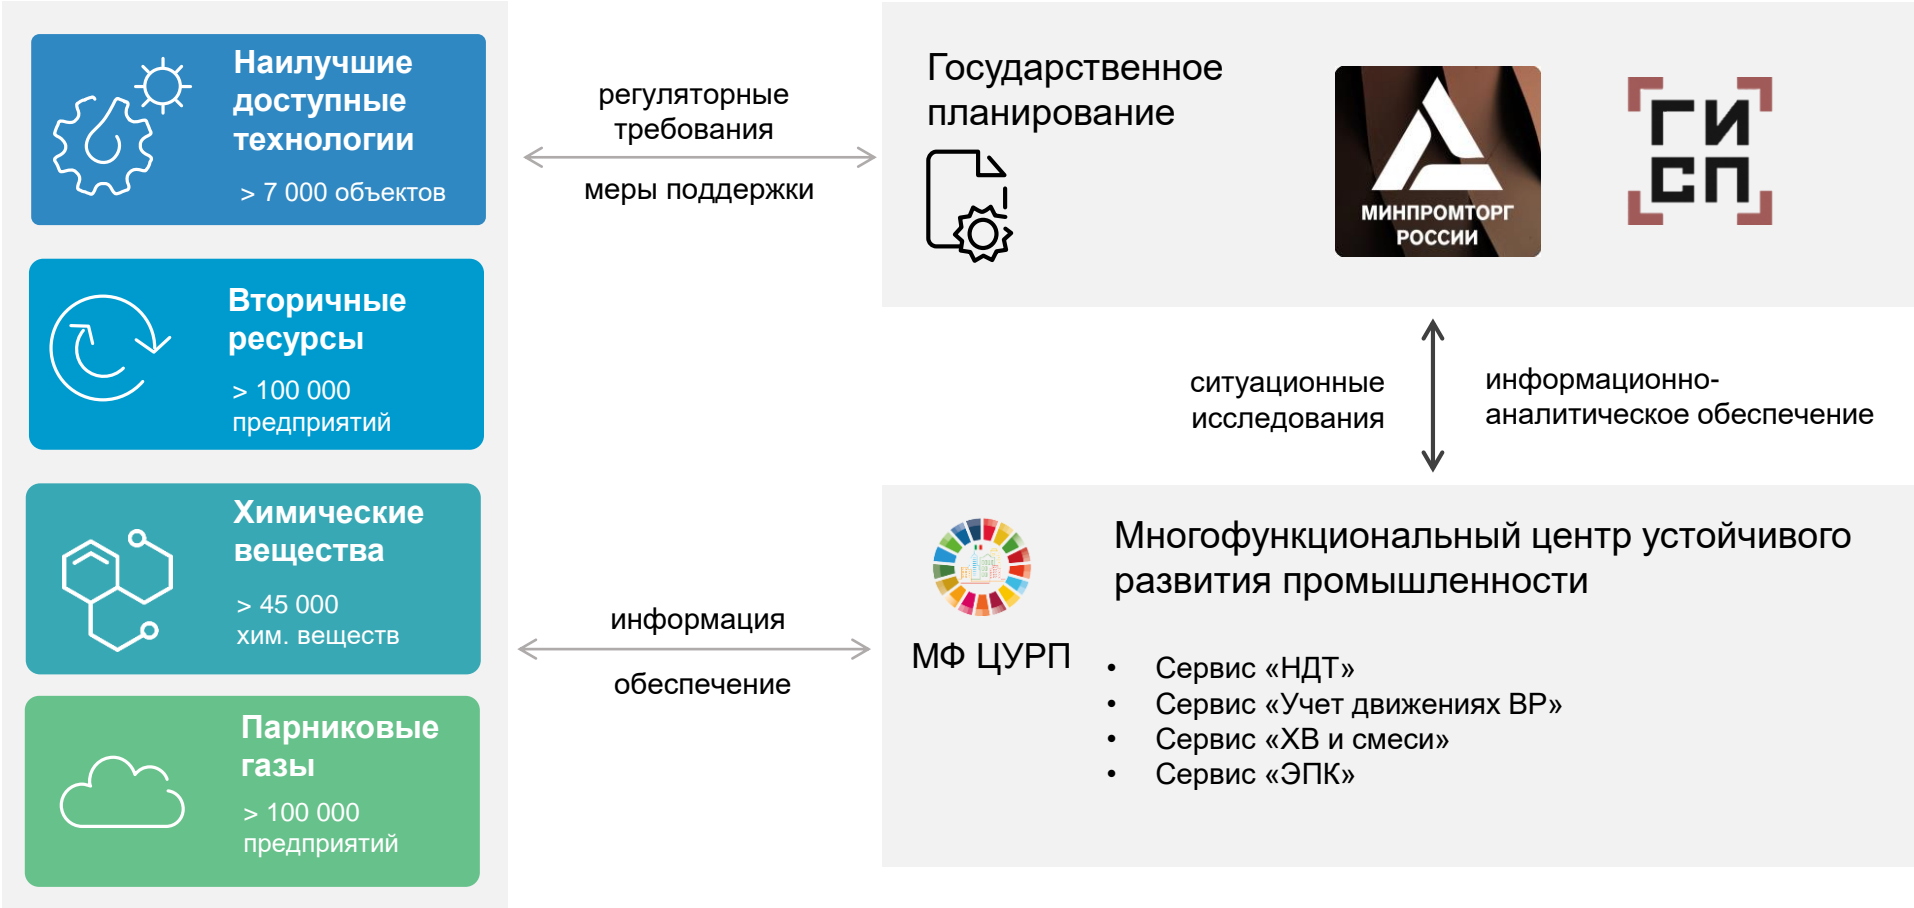 Наилучшие
доступные
технологии
> 7 000 объектов
Вторичные
ресурсы
> 100 000
предприятий
Химические
вещества
> 45 000
хим. веществ
Парниковые
газы
> 100 000
предприятий
регуляторные
требования
меры поддержки
информация
обеспечение
Государственное
планирование
МИНПРОМТОРГ
РОССИИ
ГИ
СП
ситуационные
исследования
информационно-
аналитическое обеспечение
МФ ЦУРП
Многофункциональный центр устойчивого
развития промышленности
• Сервис «НДТ»
• Сервис «Учет движениях ВР»
• Сервис «ХВ и смеси»
• Сервис «ЭПК»